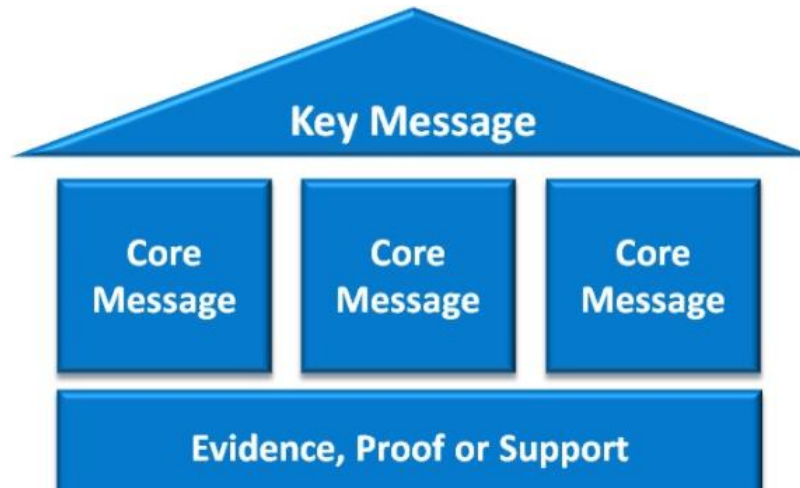 Key Message
Core
Message
Core
Message
Core
Message
Evidence, Proof or Support